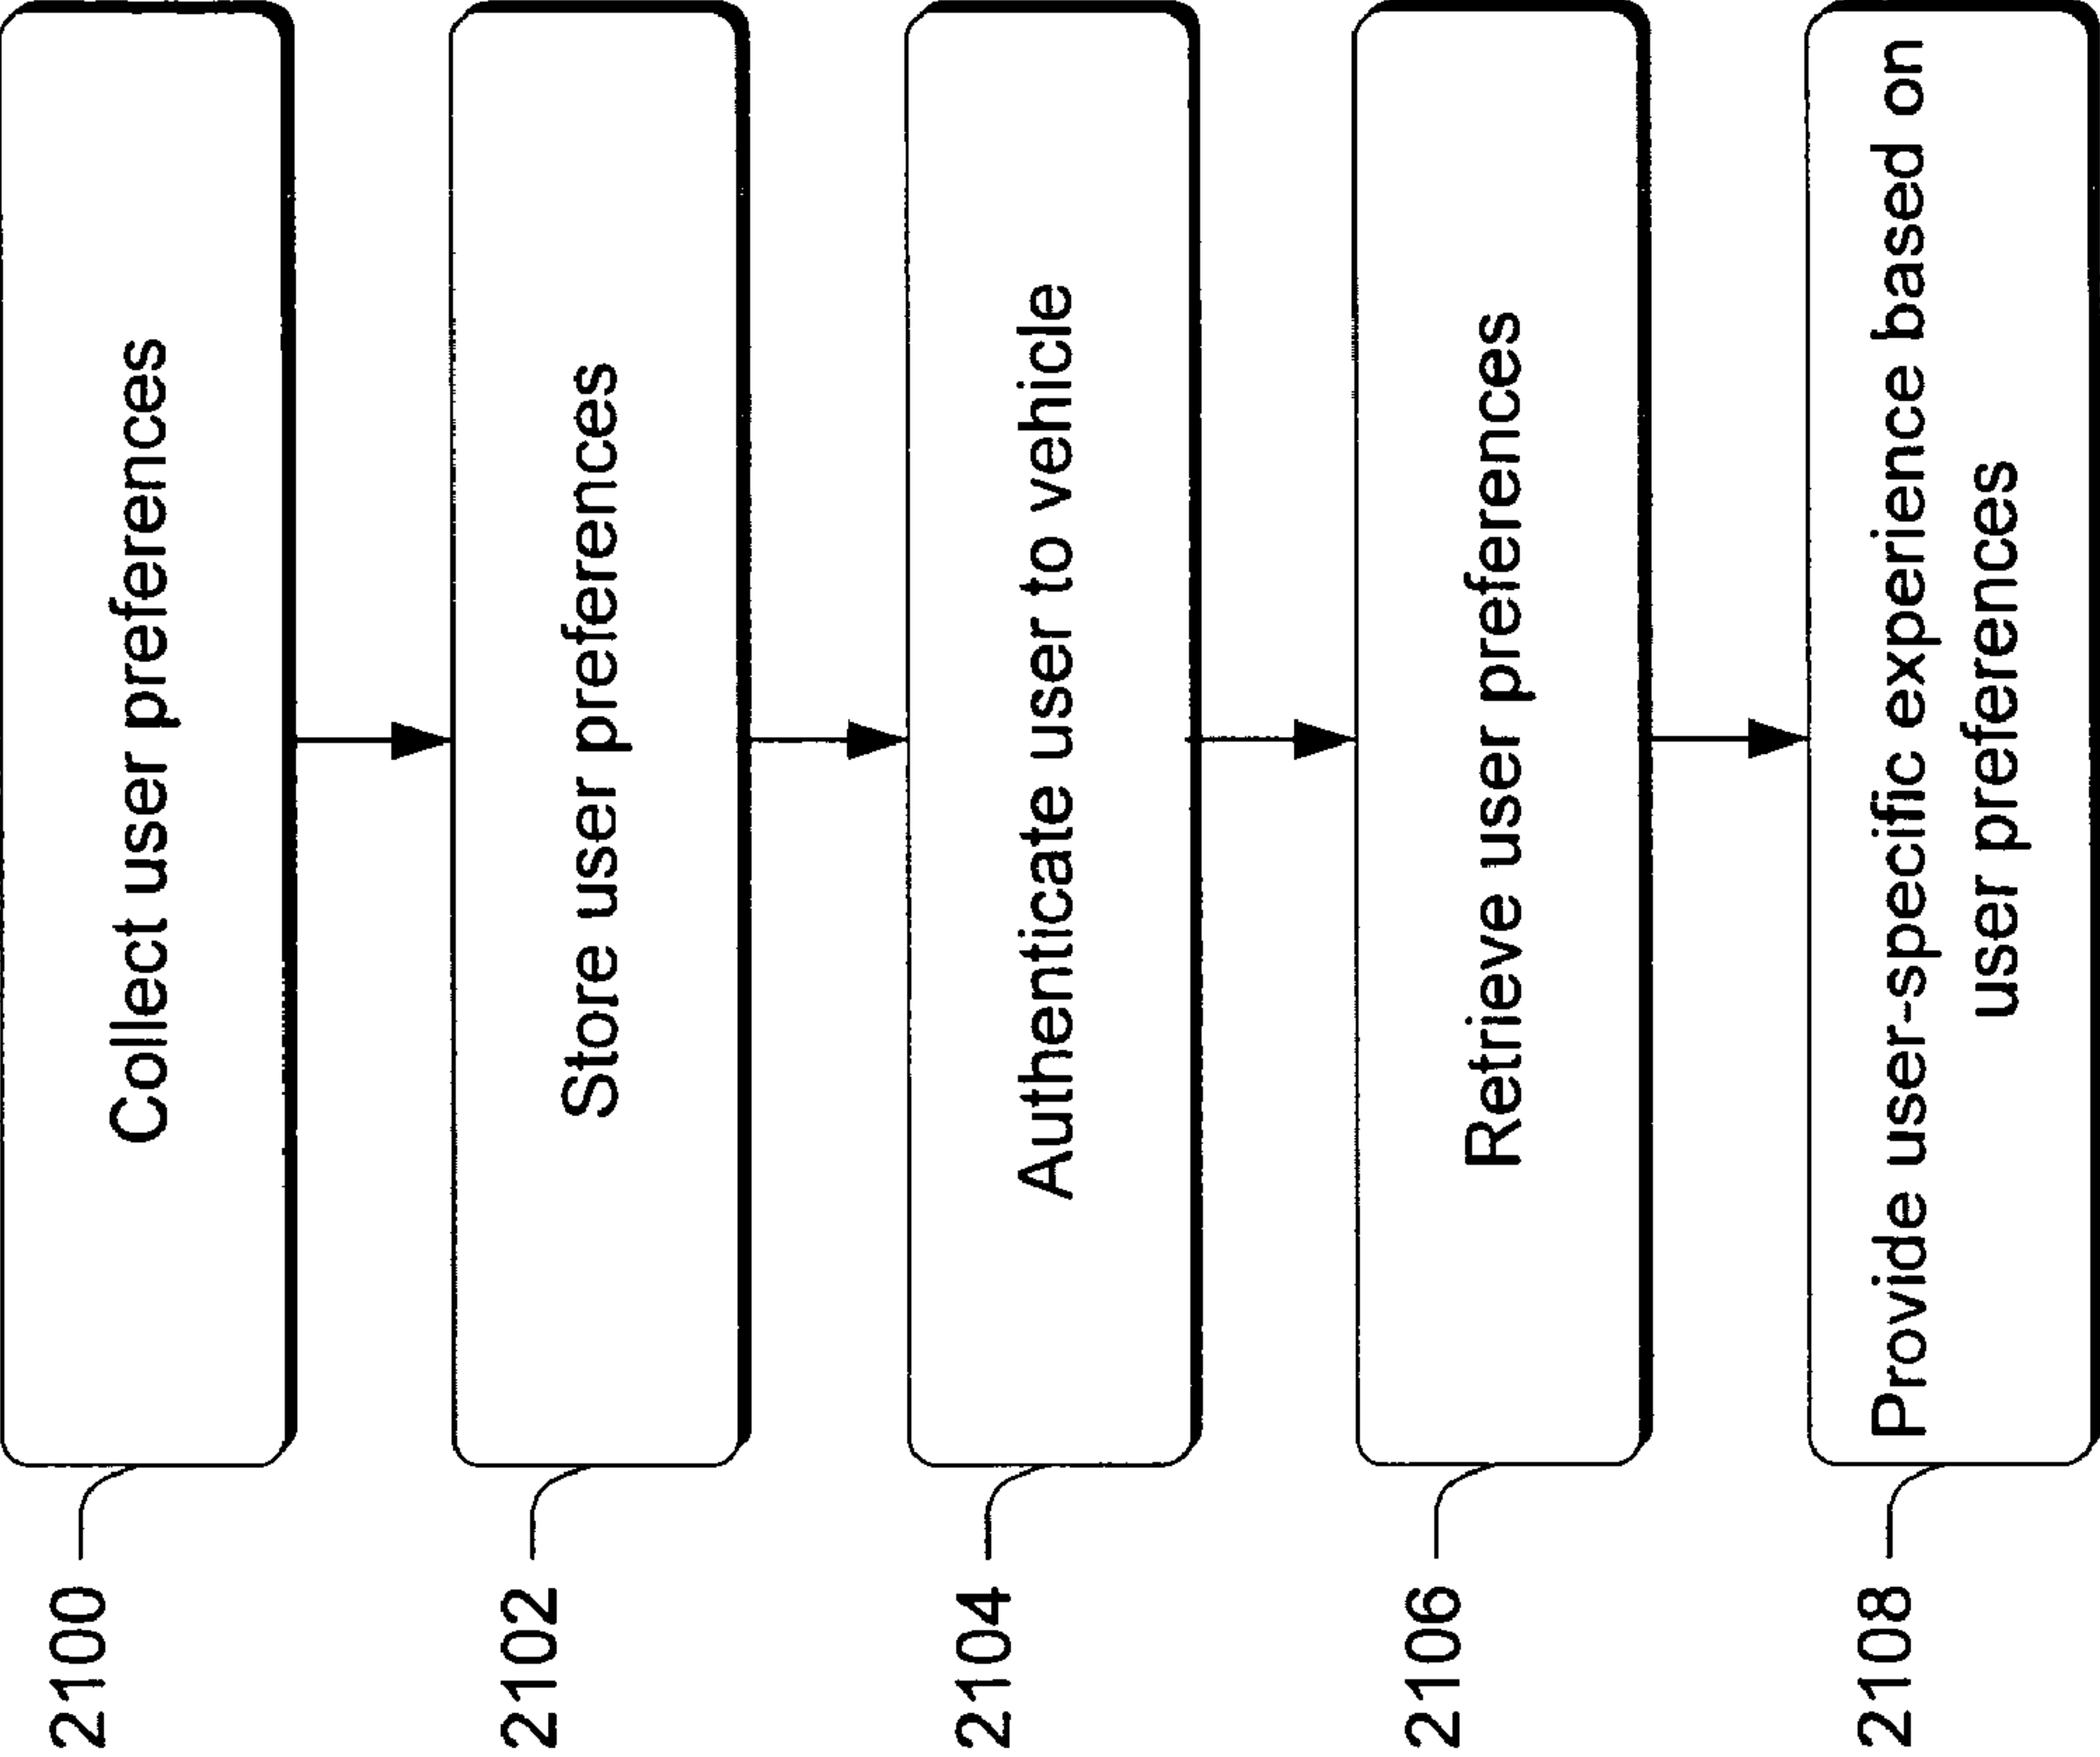 2100
Collect user preferences
2102
Store user preferences
2104
Authenticate user to vehicle
2106
Retrieve user preferences
2108
Provide user-specific experience based on
user preferences